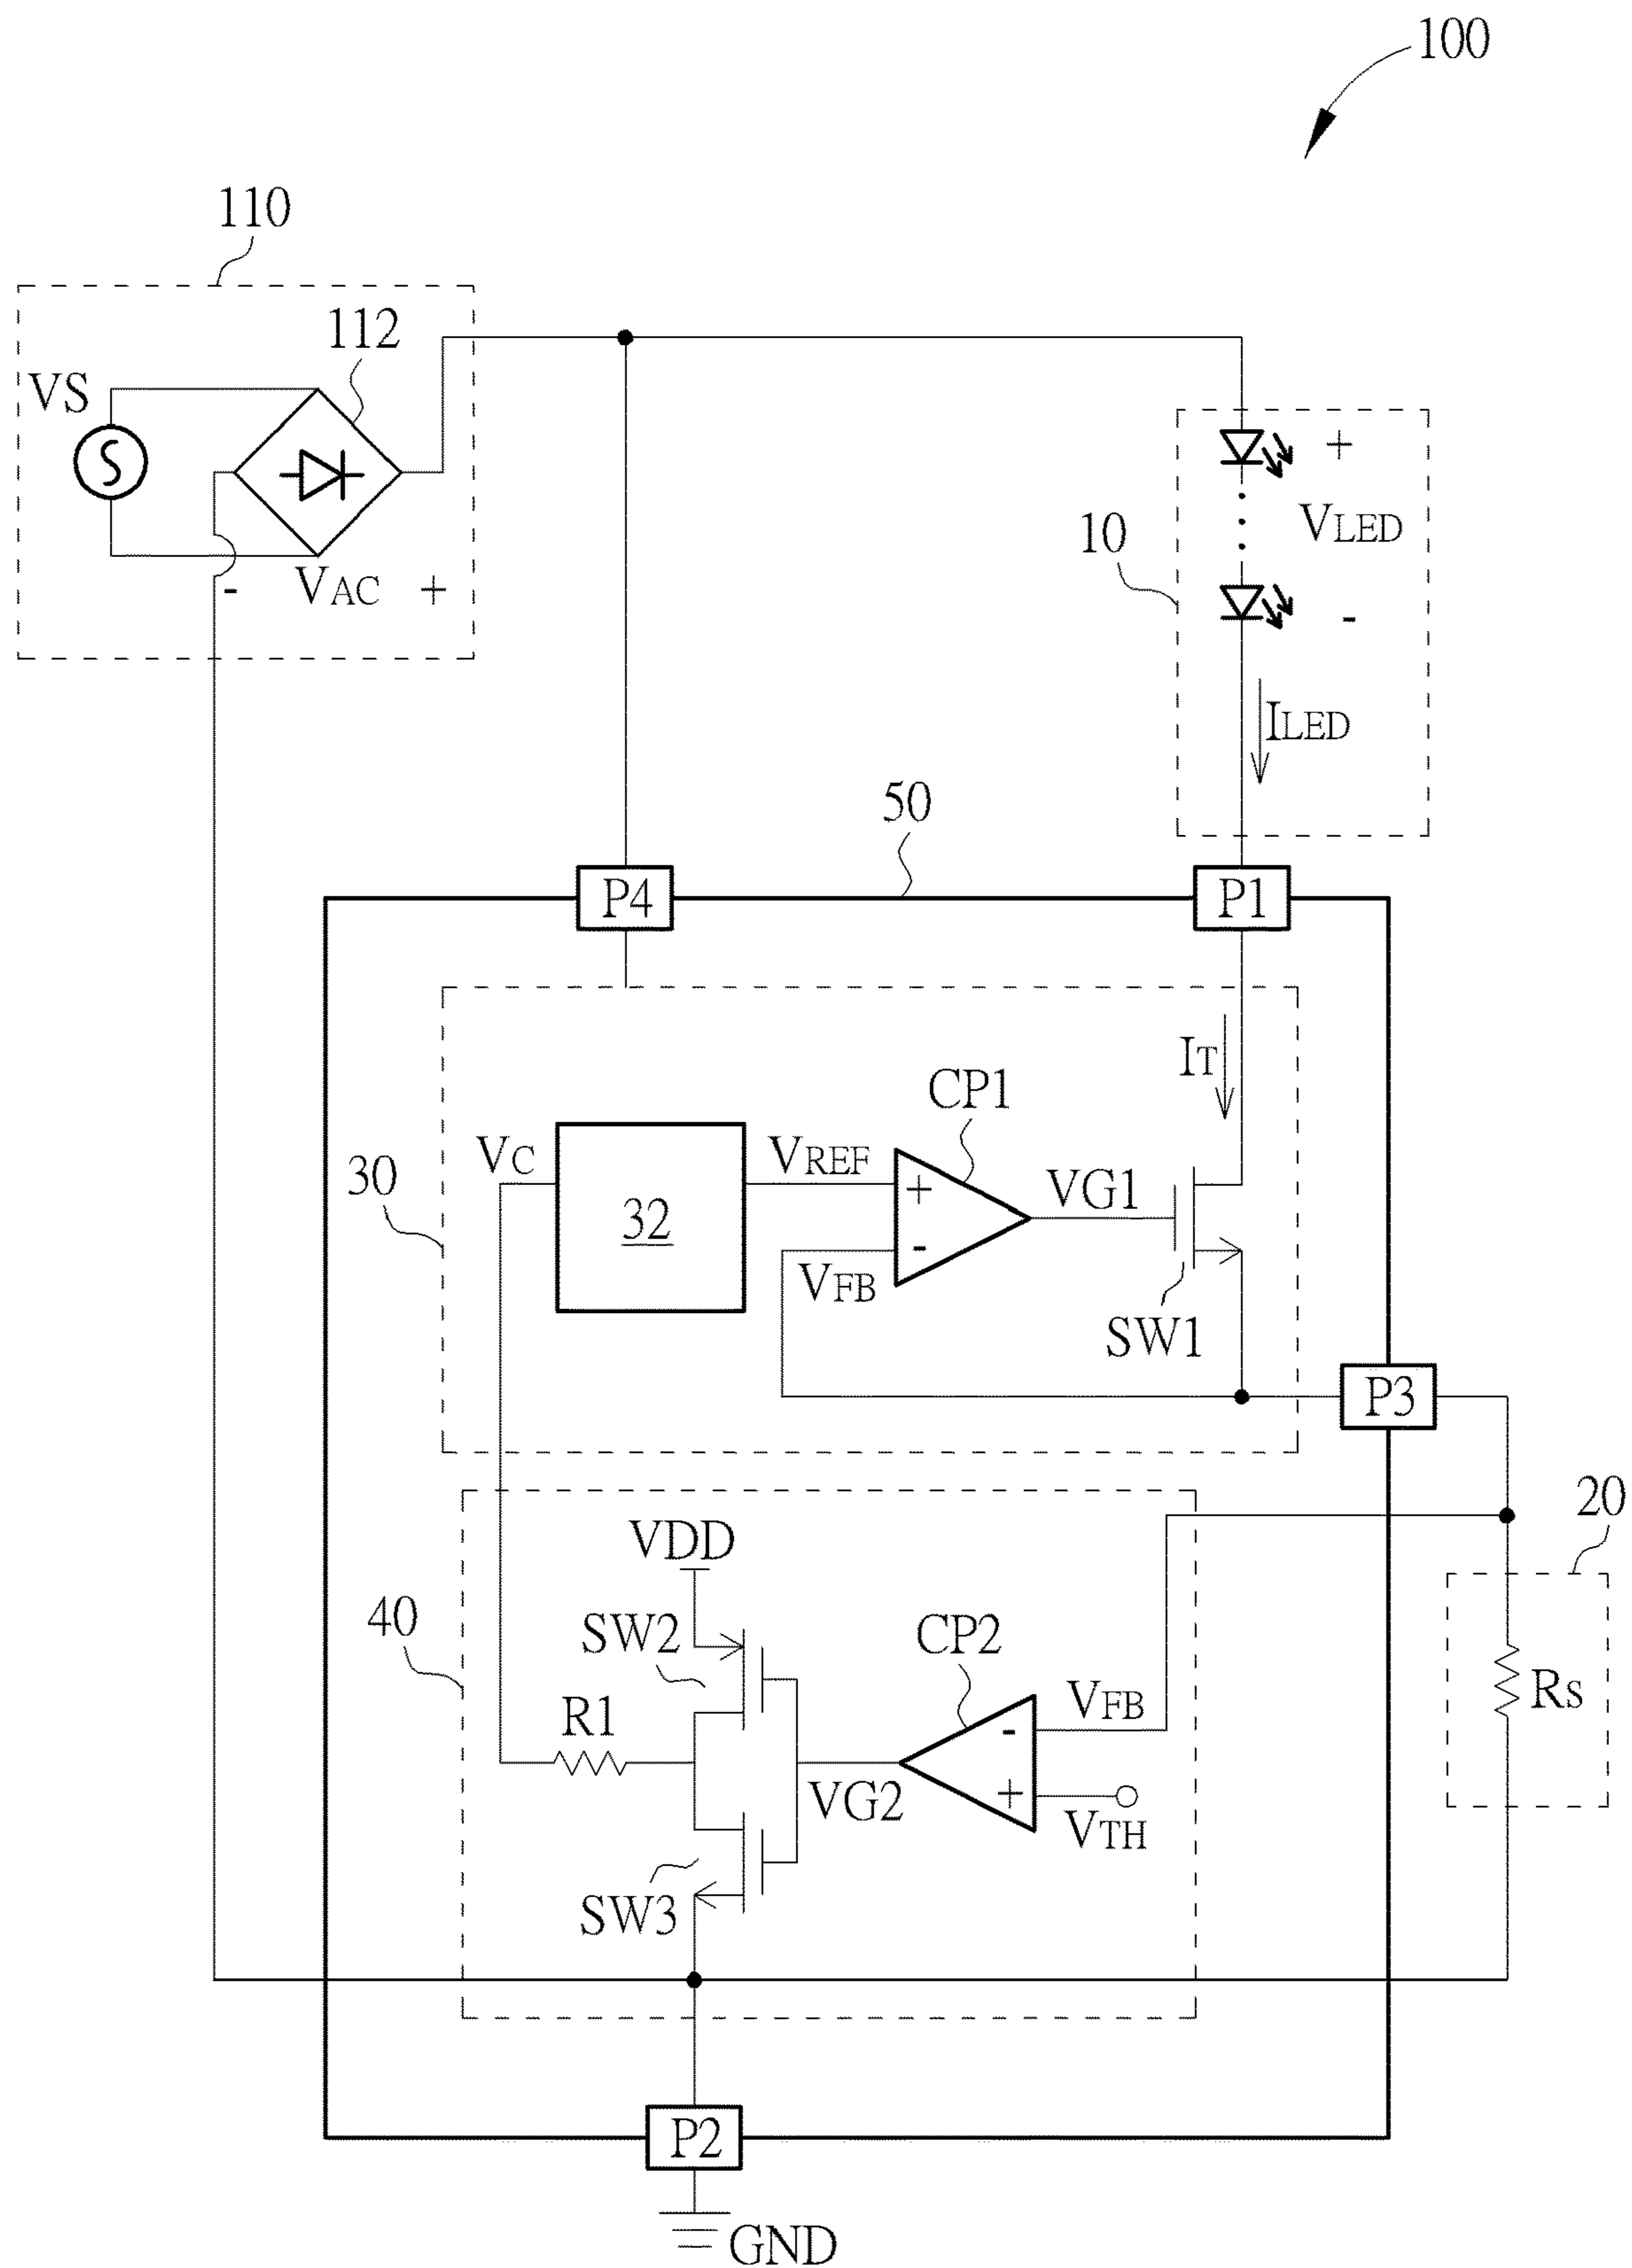 100
110
112
VS
- VAC +
+
VLED
-
10
ILED
50
P4
P1
IT
CP1
VC
VREF
30
32
+
-
VG1
VFB
SW1
P3
20
VDD
40
SW2
CP2
VFB
RS
R1
-
+
VG2
VTH
SW3
P2
GND